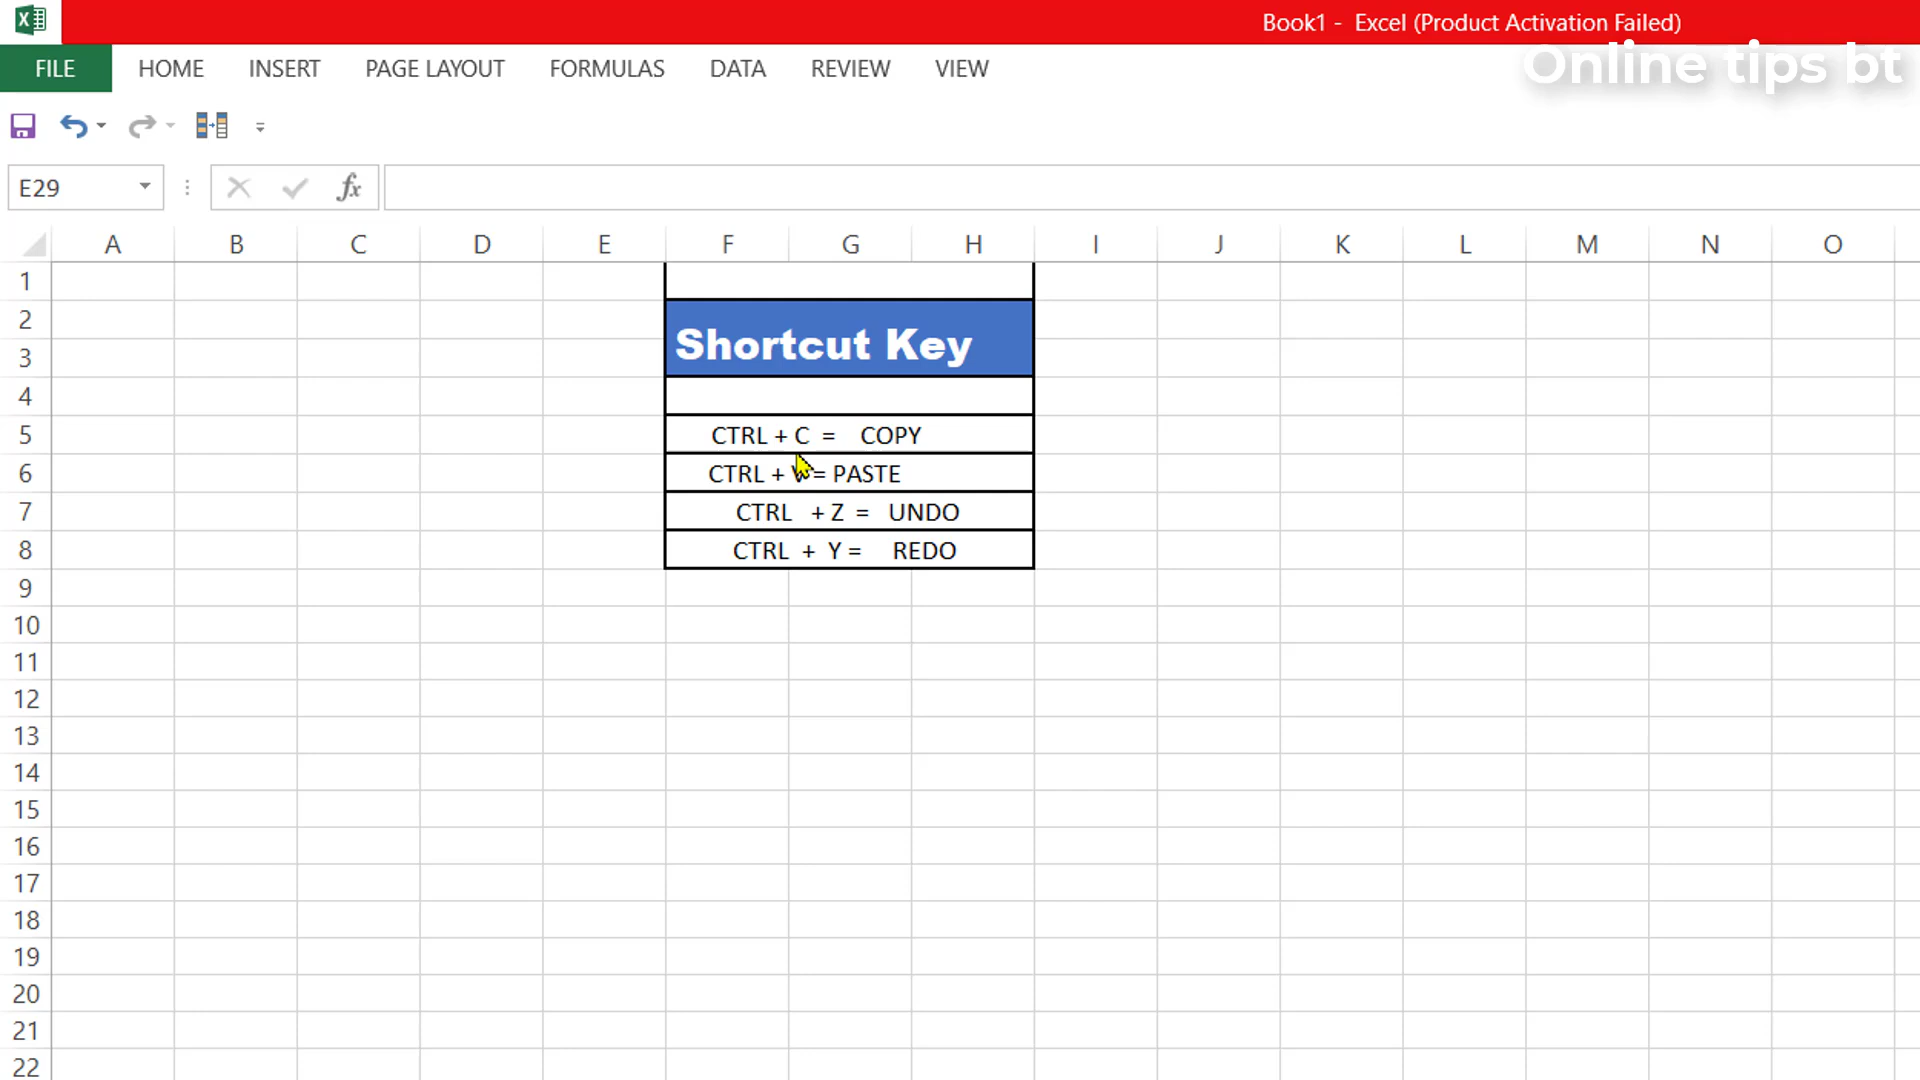 Book1 - Excel (Product Activation Failed)
Online tips bt
FILE HOME INSERT PAGE LAYOUT FORMULAS DATA REVIEW VIEW
E29 fx
A B C D E F G H I J K L M N O
1
2
Shortcut Key
3
4
5 CTRL + C = COPY
6 CTRL + V = PASTE
7 CTRL + Z = UNDO
8 CTRL + Y = REDO
9
10
11
12
13
14
15
16
17
18
19
20
21
22